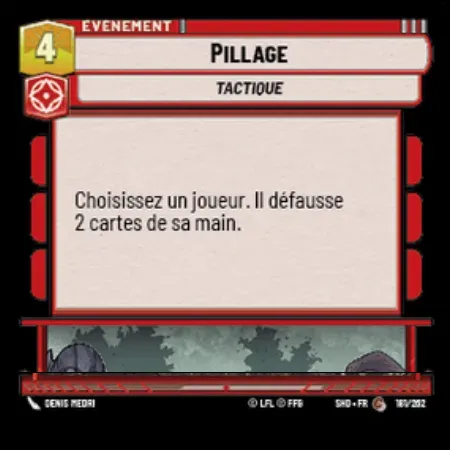 ÉVÉNEMENT
4
PILLAGE
TACTIQUE
Choisissez un joueur. Il défausse
2 cartes de sa main.
DENIS MEDRI
© LFL © FFG
SHD • FR
181/262